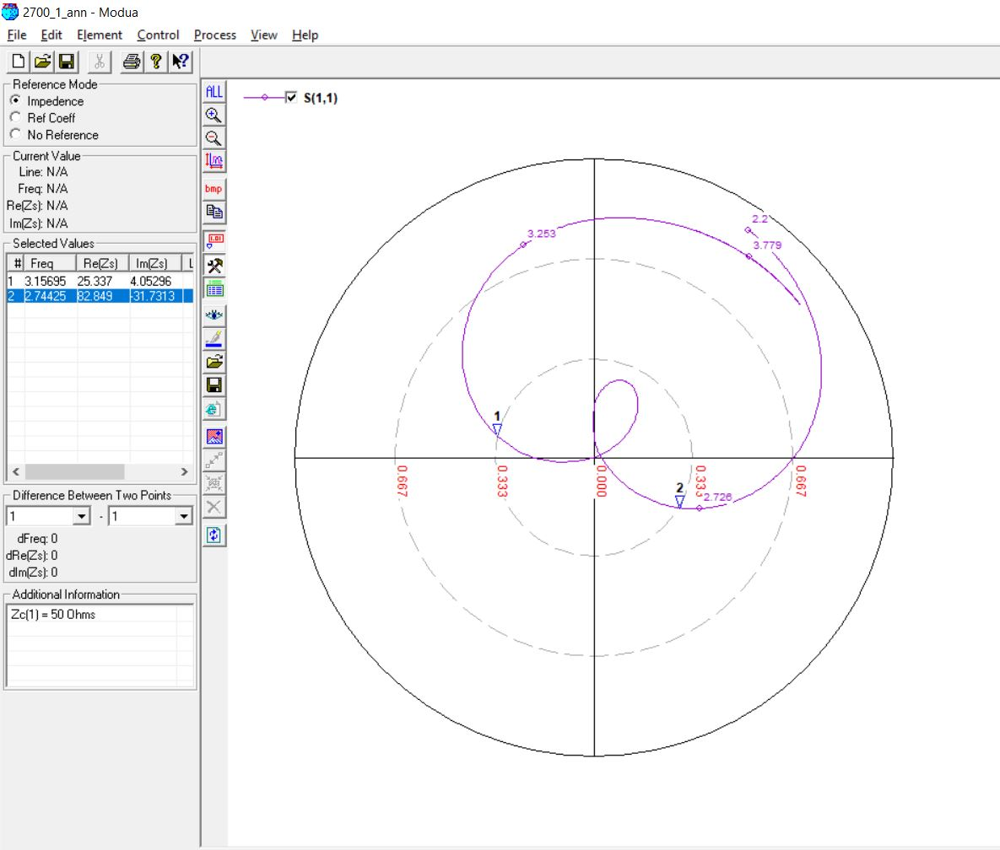 2700_1_ann - Modua
File Edit Element Control Process View Help
Reference Mode
Impedence
Ref Coeff
No Reference
Current Value
Line: N/A
Freq: N/A
Re(Zs): N/A
Im(Zs): N/A
Selected Values
# Freq Re(Zs) Im(Zs) L
1 3.15695 25.337 4.05296
2 2.74425 82.849 -31.7313
Difference Between Two Points
1 - 1
dFreq: 0
dRe(Zs): 0
dIm(Zs): 0
Additional Information
Zc(1) = 50 Ohms
ALL
bmp
1.01
S(1,1)
2.2
3.253
3.779
1
0.667
0.333
0.000
0.333
0.667
2
2.726